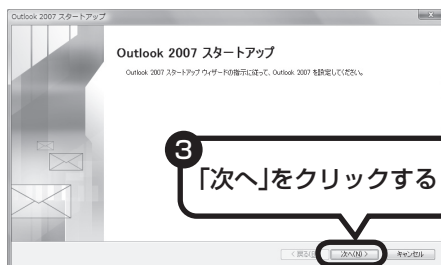 Outlook 2007 スタートアップ
Outlook 2007 スタートアップ
Outlook 2007 スタートアップ ウィザードの指示に従って、Outlook 2007 を設定してください。
3
「次へ」をクリックする
< 戻る(
次へ(N) >
キャンセル